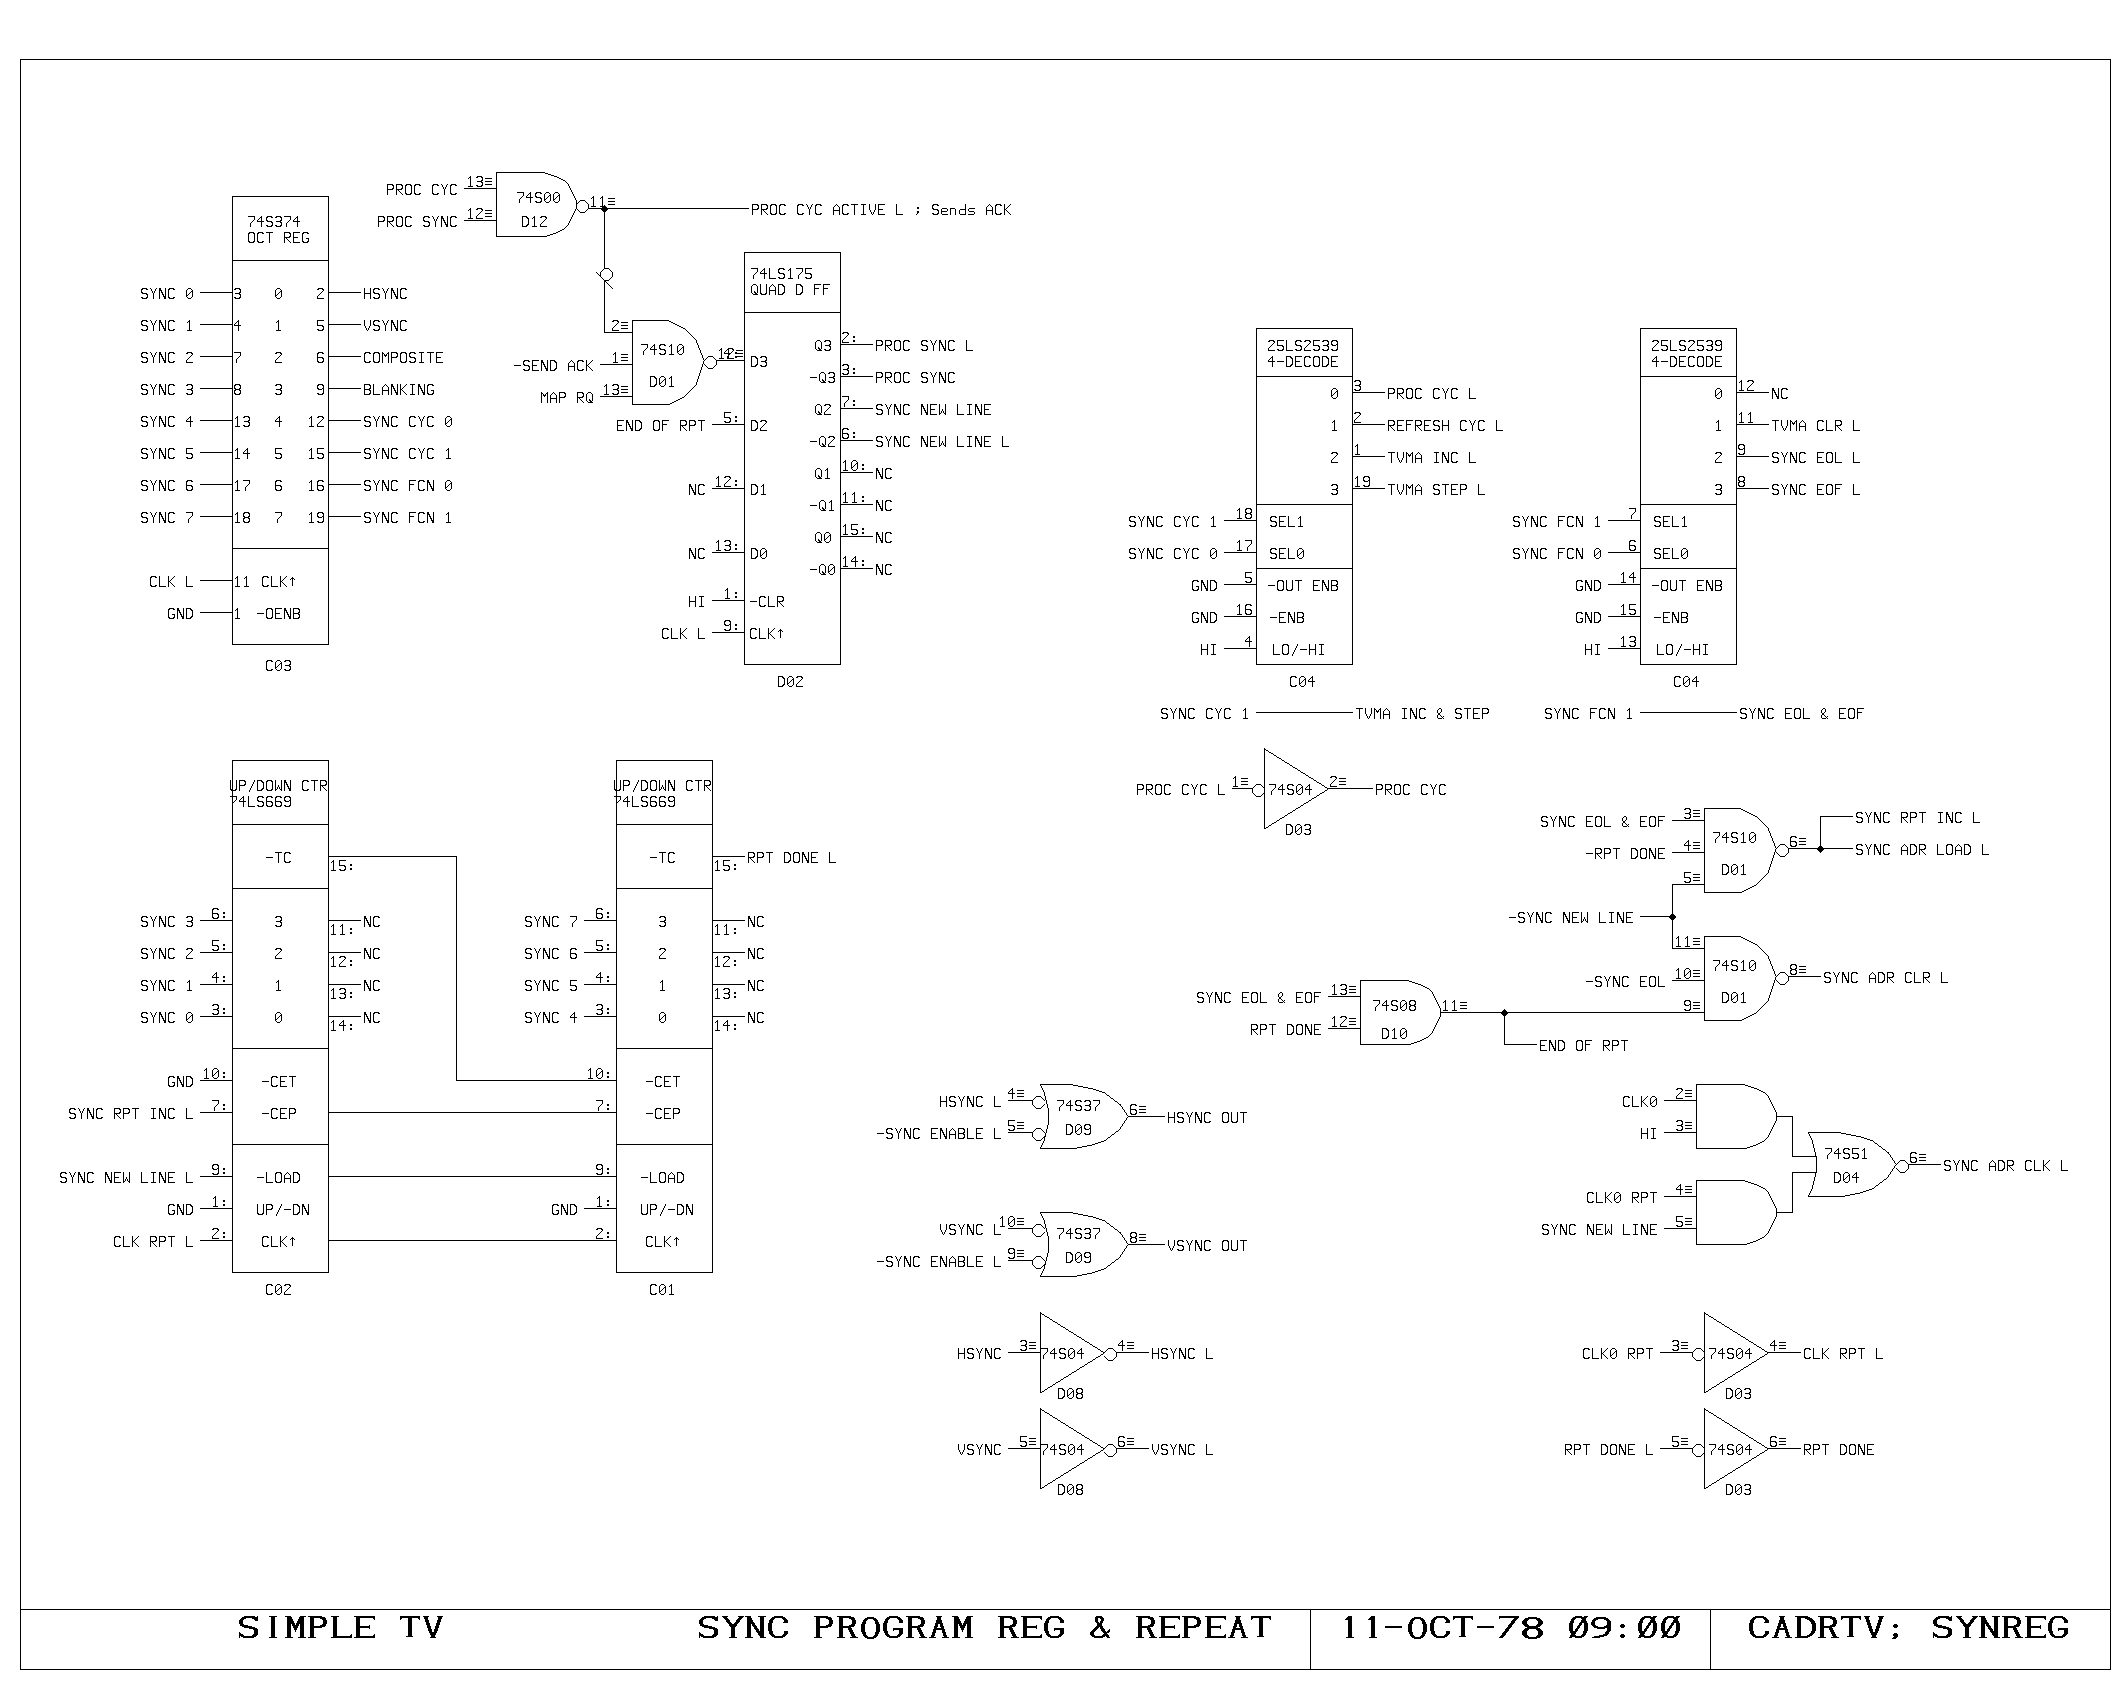 PROC CYC 13≡
PROC SYNC 12≡
74S00
D12
11≡
PROC CYC ACTIVE L ; Sends ACK
74S374
OCT REG
SYNC 0 3 0 2 HSYNC
SYNC 1 4 1 5 VSYNC
SYNC 2 7 2 6 COMPOSITE
SYNC 3 8 3 9 BLANKING
SYNC 4 13 4 12 SYNC CYC 0
SYNC 5 14 5 15 SYNC CYC 1
SYNC 6 17 6 16 SYNC FCN 0
SYNC 7 18 7 19 SYNC FCN 1
CLK L 11 CLK↑
GND 1 -OENB
C03
2≡
-SEND ACK 1≡
MAP RQ 13≡
74S10
D01
12≡
74LS175
QUAD D FF
4: D3
END OF RPT 5: D2
NC 12: D1
NC 13: D0
HI 1: -CLR
CLK L 9: CLK↑
Q3 2: PROC SYNC L
-Q3 3: PROC SYNC
Q2 7: SYNC NEW LINE
-Q2 6: SYNC NEW LINE L
Q1 10: NC
-Q1 11: NC
Q0 15: NC
-Q0 14: NC
D02
25LS2539
4-DECODE
0 3 PROC CYC L
1 2 REFRESH CYC L
2 1 TVMA INC L
3 19 TVMA STEP L
SYNC CYC 1 18 SEL1
SYNC CYC 0 17 SEL0
GND 5 -OUT ENB
GND 16 -ENB
HI 4 LO/-HI
C04
SYNC CYC 1 TVMA INC & STEP
25LS2539
4-DECODE
0 12 NC
1 11 TVMA CLR L
2 9 SYNC EOL L
3 8 SYNC EOF L
SYNC FCN 1 7 SEL1
SYNC FCN 0 6 SEL0
GND 14 -OUT ENB
GND 15 -ENB
HI 13 LO/-HI
C04
SYNC FCN 1 SYNC EOL & EOF
UP/DOWN CTR
74LS669
-TC 15:
SYNC 3 6: 3 11: NC
SYNC 2 5: 2 12: NC
SYNC 1 4: 1 13: NC
SYNC 0 3: 0 14: NC
GND 10: -CET
SYNC RPT INC L 7: -CEP
SYNC NEW LINE L 9: -LOAD
GND 1: UP/-DN
CLK RPT L 2: CLK↑
C02
UP/DOWN CTR
74LS669
-TC 15: RPT DONE L
SYNC 7 6: 3 11: NC
SYNC 6 5: 2 12: NC
SYNC 5 4: 1 13: NC
SYNC 4 3: 0 14: NC
10: -CET
7: -CEP
9: -LOAD
GND 1: UP/-DN
2: CLK↑
C01
PROC CYC L 1≡ 74S04 2≡ PROC CYC
D03
SYNC EOL & EOF 3≡
-RPT DONE 4≡
5≡
74S10
D01
6≡
SYNC RPT INC L
SYNC ADR LOAD L
-SYNC NEW LINE
11≡
-SYNC EOL 10≡
9≡
74S10
D01
8≡ SYNC ADR CLR L
SYNC EOL & EOF 13≡
RPT DONE 12≡
74S08
D10
11≡
END OF RPT
HSYNC L 4≡
-SYNC ENABLE L 5≡
74S37
D09
6≡ HSYNC OUT
CLK0 2≡
HI 3≡
CLK0 RPT 4≡
SYNC NEW LINE 5≡
74S51
D04
6≡ SYNC ADR CLK L
VSYNC L 10≡
-SYNC ENABLE L 9≡
74S37
D09
8≡ VSYNC OUT
HSYNC 3≡ 74S04 4≡ HSYNC L
D08
CLK0 RPT 3≡ 74S04 4≡ CLK RPT L
D03
VSYNC 5≡ 74S04 6≡ VSYNC L
D08
RPT DONE L 5≡ 74S04 6≡ RPT DONE
D03
SIMPLE TV SYNC PROGRAM REG & REPEAT 11-OCT-78 09:00 CADRTV; SYNREG